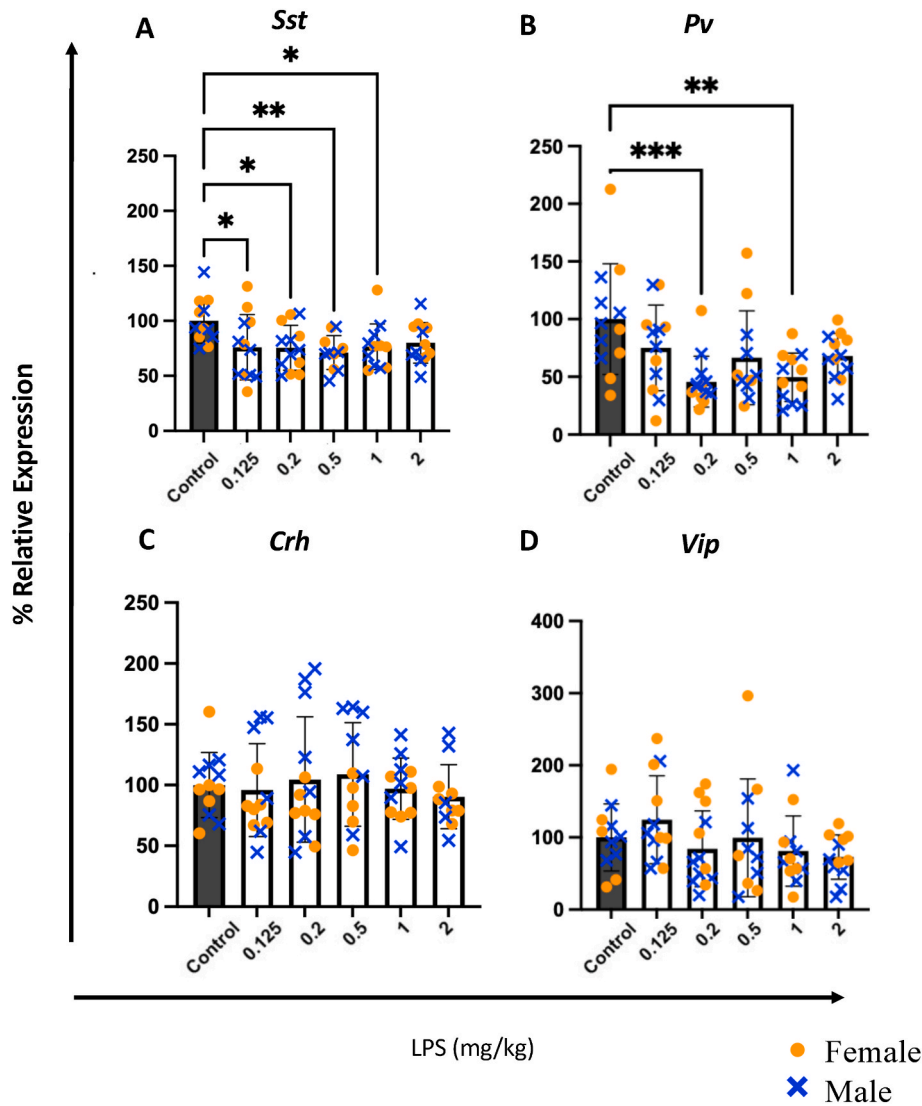 A Sst
*
**
*
*
250
200
150
100
50
0
Control 0.125 0.2 0.5 1 2
B Pv
**
***
250
200
150
100
50
0
Control 0.125 0.2 0.5 1 2
% Relative Expression
C Crh
250
200
150
100
50
0
Control 0.125 0.2 0.5 1 2
D Vip
400
300
200
100
0
Control 0.125 0.2 0.5 1 2
LPS (mg/kg)
Female
Male